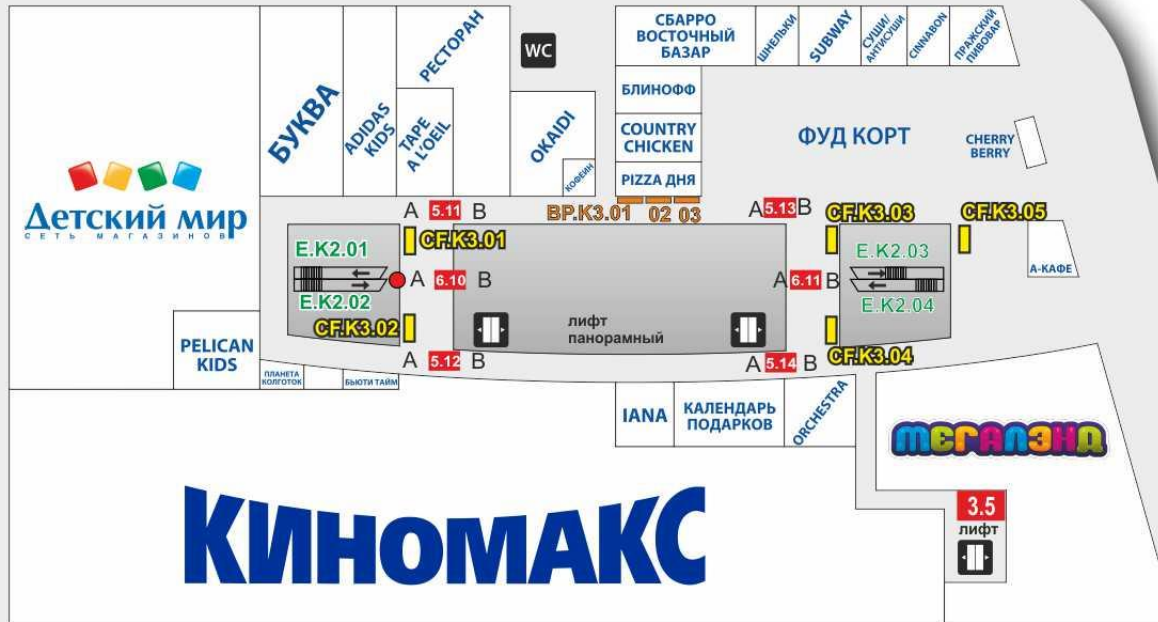 СБАРРО
ВОСТОЧНЫЙ
БАЗАР
ШНЕЛЬКИ
SUBWAY
СУШИ/
АНТИСУШИ
CINNABON
ПРАЖСКИЙ
ПИВОВАР
РЕСТОРАН
WC
БУКВА
ADIDAS
KIDS
TAPE
A L'OEIL
OKAIDI
КОФЕИН
БЛИНОФФ
COUNTRY
CHICKEN
PIZZA ДНЯ
ФУД КОРТ
CHERRY
BERRY
Детский мир
СЕТЬ МАГАЗИНОВ
A 5.11 B
BP.K3.01 02 03
A 5.13 B
CF.K3.03
CF.K3.05
CF.K3.01
E.K2.01
E.K2.03
А-КАФЕ
A 6.10 B
A 6.11 B
E.K2.02
E.K2.04
CF.K3.02
лифт
панорамный
CF.K3.04
A 5.12 B
A 5.14 B
PELICAN
KIDS
ПЛАНЕТА
КОЛГОТОК
БЬЮТИ ТАЙМ
IANA
КАЛЕНДАРЬ
ПОДАРКОВ
ORCHESTRA
МЕГАЛЭНД
КИНОМАКС
3.5
лифт